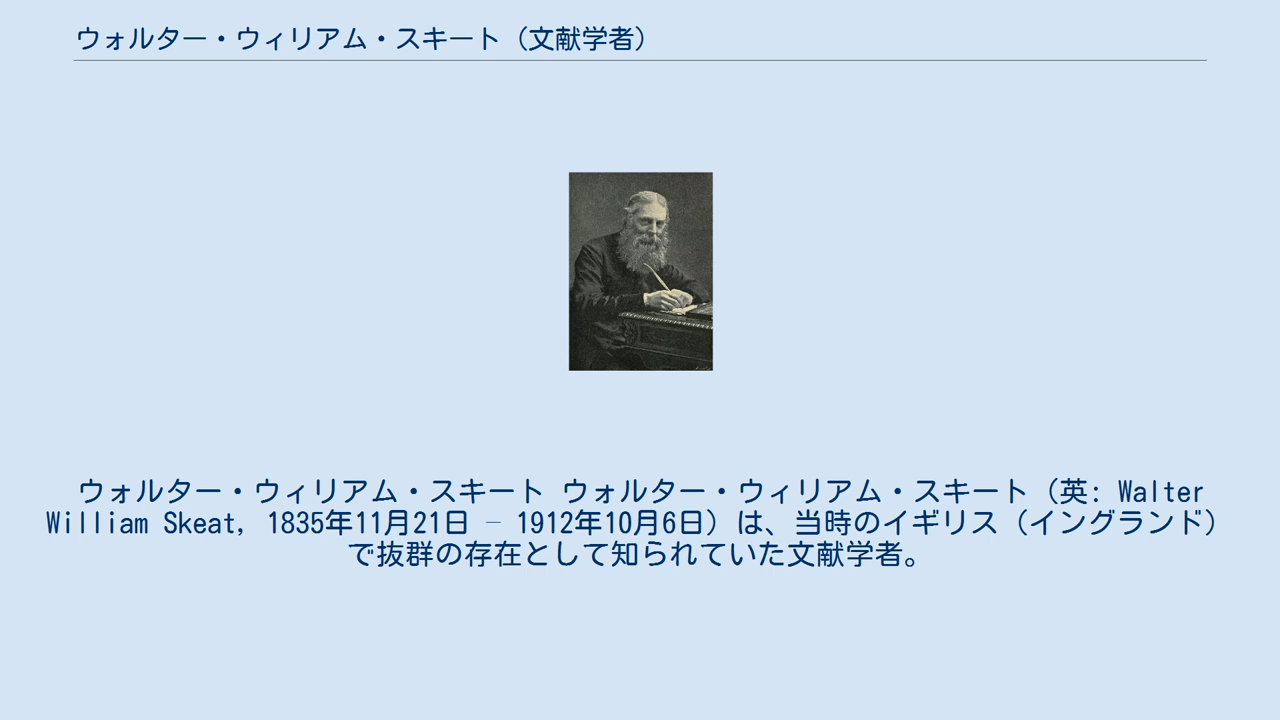 ウォルター・ウィリアム・スキート（文献学者）
ウォルター・ウィリアム・スキート ウォルター・ウィリアム・スキート（英: Walter
William Skeat, 1835年11月21日 – 1912年10月6日）は、当時のイギリス（イングランド）
で抜群の存在として知られていた文献学者。